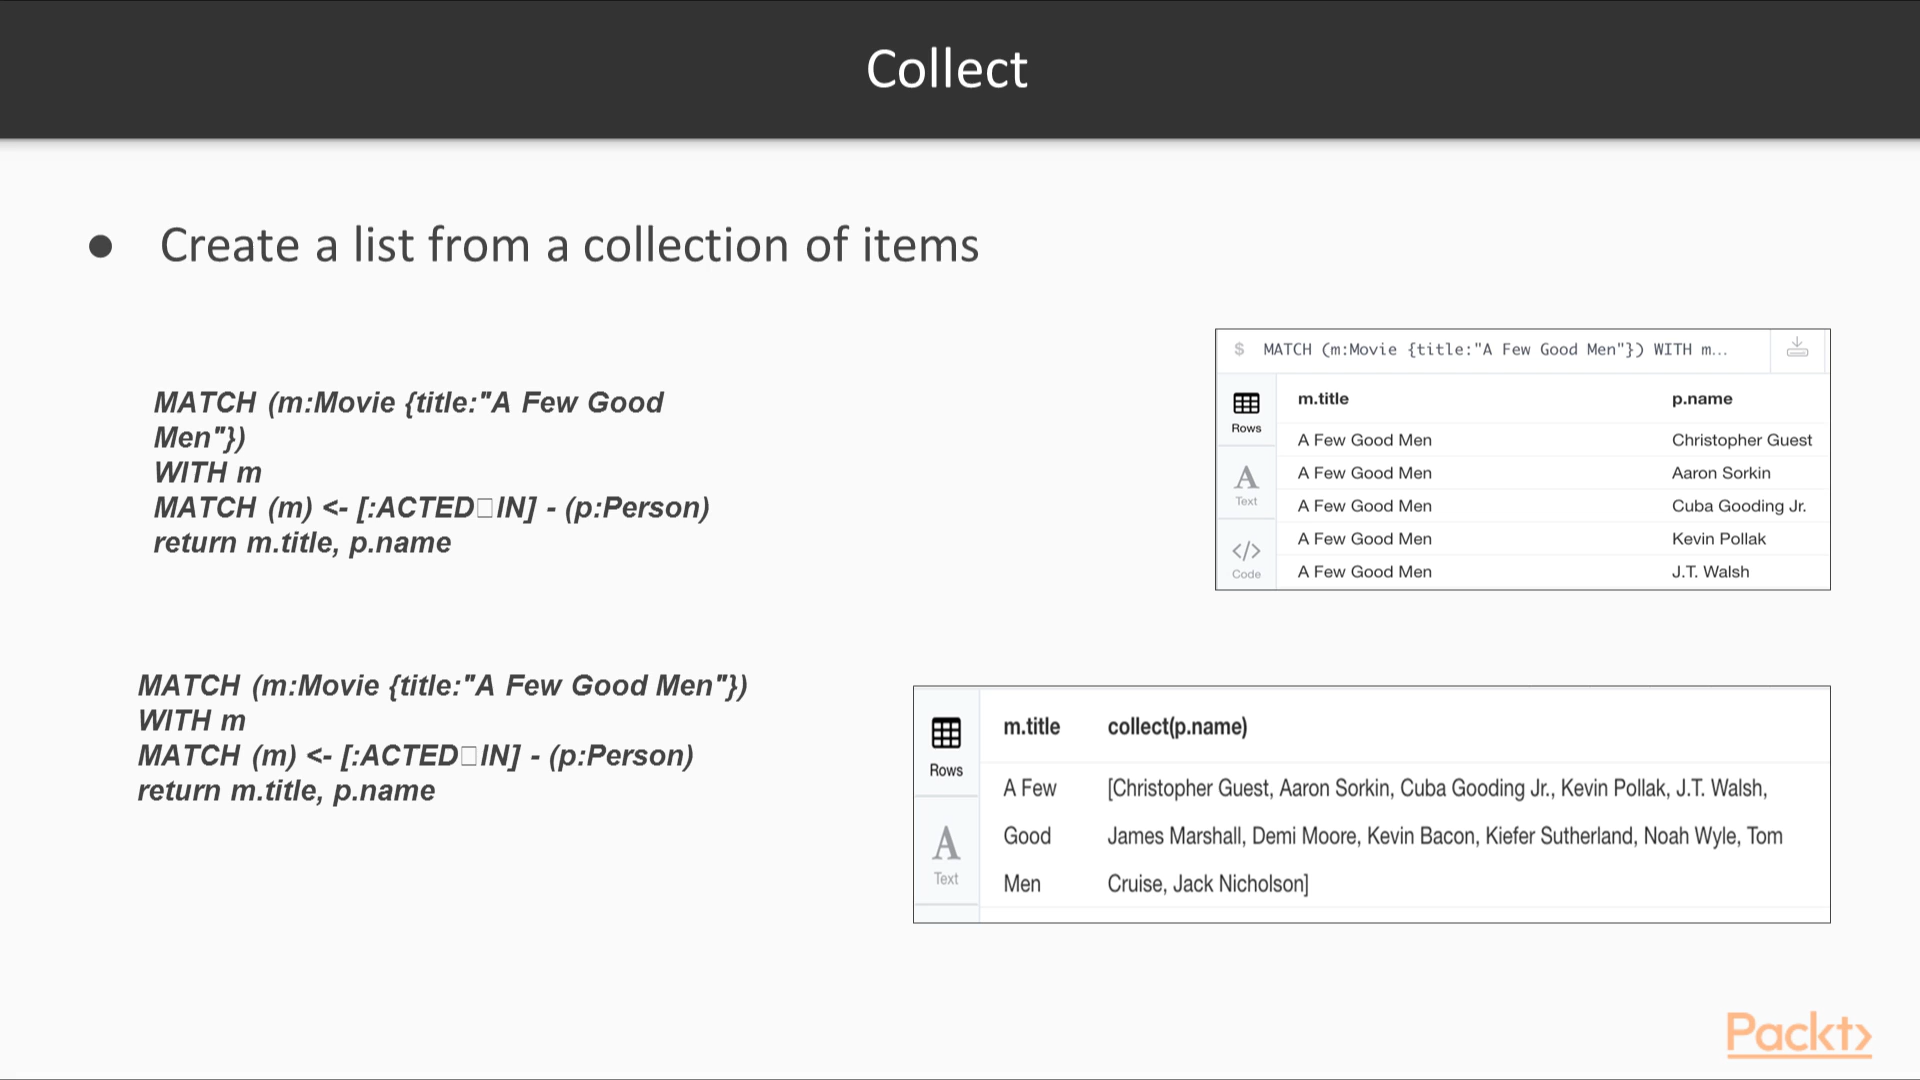 Collect
● Create a list from a collection of items
MATCH (m:Movie {title:"A Few Good
Men"})
WITH m
MATCH (m) <- [:ACTED□IN] - (p:Person)
return m.title, p.name
$ MATCH (m:Movie {title:"A Few Good Men"}) WITH m...
Rows
Text
Code
m.title p.name
A Few Good Men Christopher Guest
A Few Good Men Aaron Sorkin
A Few Good Men Cuba Gooding Jr.
A Few Good Men Kevin Pollak
A Few Good Men J.T. Walsh
MATCH (m:Movie {title:"A Few Good Men"})
WITH m
MATCH (m) <- [:ACTED□IN] - (p:Person)
return m.title, p.name
Rows
Text
m.title collect(p.name)
A Few [Christopher Guest, Aaron Sorkin, Cuba Gooding Jr., Kevin Pollak, J.T. Walsh,
Good James Marshall, Demi Moore, Kevin Bacon, Kiefer Sutherland, Noah Wyle, Tom
Men Cruise, Jack Nicholson]
Packt>